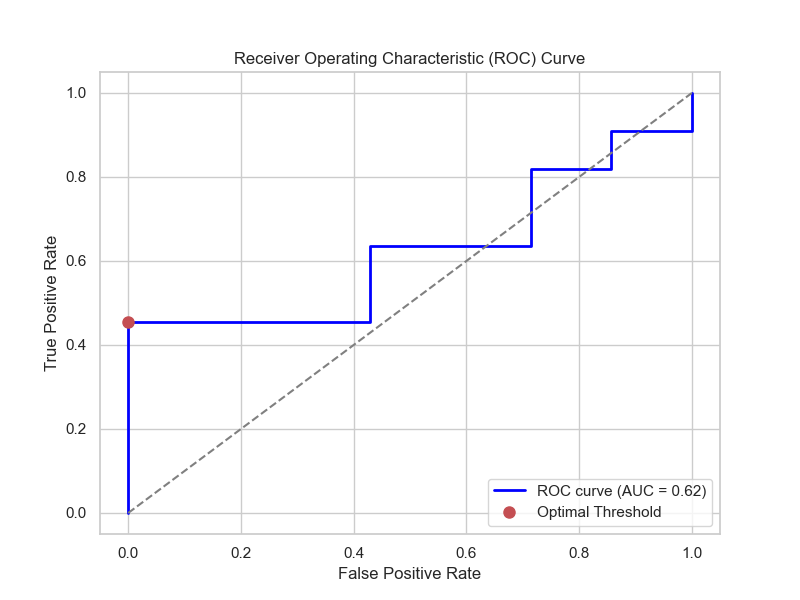 Receiver Operating Characteristic (ROC) Curve
True Positive Rate
1.0
0.8
0.6
0.4
0.2
0.0
ROC curve (AUC = 0.62)
Optimal Threshold
0.0 0.2 0.4 0.6 0.8 1.0
False Positive Rate